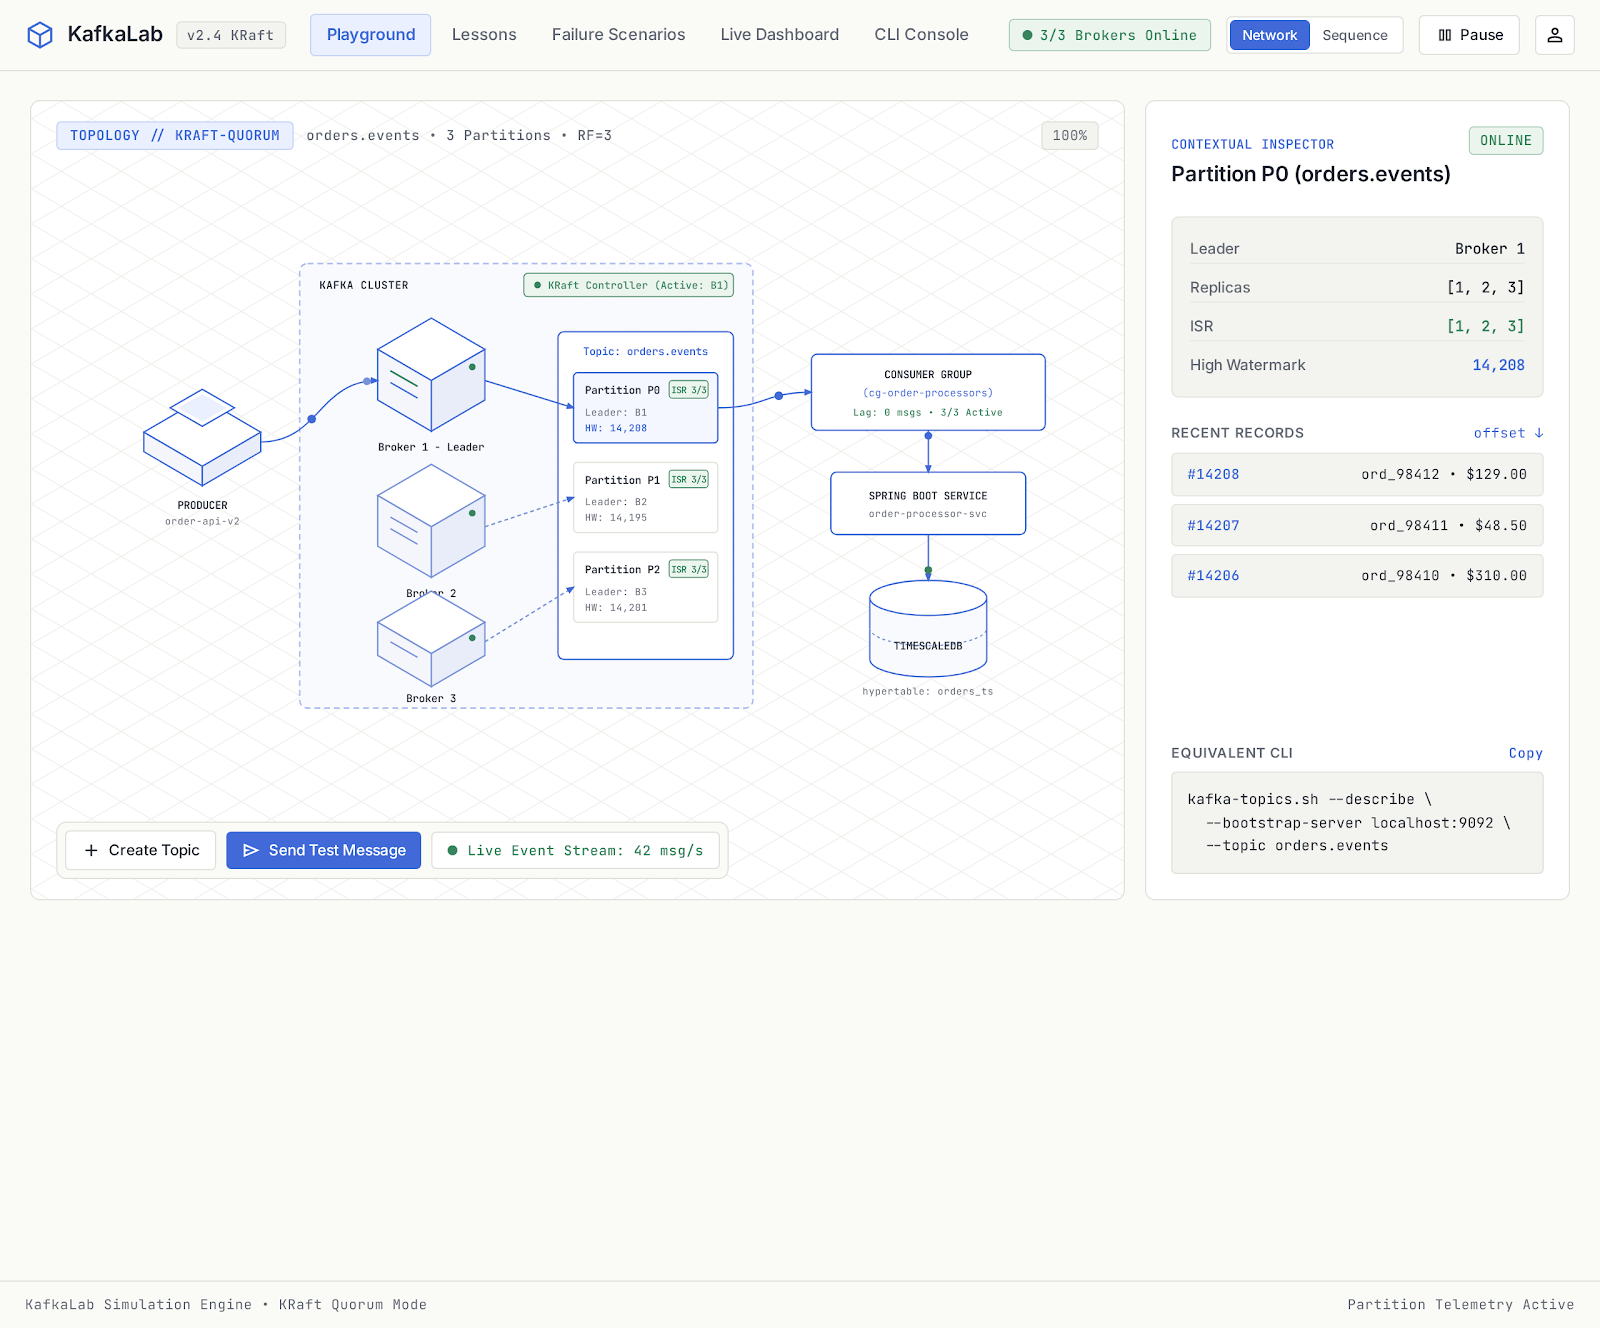 KafkaLab
v2.4 KRaft
Playground
Lessons
Failure Scenarios
Live Dashboard
CLI Console
3/3 Brokers Online
Network
Sequence
Pause
TOPOLOGY // KRAFT-QUORUM
orders.events • 3 Partitions • RF=3
100%
KAFKA CLUSTER
KRaft Controller (Active: B1)
Broker 1 - Leader
Broker 2
Broker 3
PRODUCER
order-api-v2
Topic: orders.events
Partition P0
ISR 3/3
Leader: B1
HW: 14,208
Partition P1
ISR 3/3
Leader: B2
HW: 14,195
Partition P2
ISR 3/3
Leader: B3
HW: 14,201
CONSUMER GROUP
(cg-order-processors)
Lag: 0 msgs • 3/3 Active
SPRING BOOT SERVICE
order-processor-svc
TIMESCALEDB
hypertable: orders_ts
Create Topic
Send Test Message
Live Event Stream: 42 msg/s
CONTEXTUAL INSPECTOR
ONLINE
Partition P0 (orders.events)
Leader Broker 1
Replicas [1, 2, 3]
ISR [1, 2, 3]
High Watermark 14,208
RECENT RECORDS offset ↓
#14208 ord_98412 • $129.00
#14207 ord_98411 • $48.50
#14206 ord_98410 • $310.00
EQUIVALENT CLI Copy
kafka-topics.sh --describe \
--bootstrap-server localhost:9092 \
--topic orders.events
KafkaLab Simulation Engine • KRaft Quorum Mode
Partition Telemetry Active